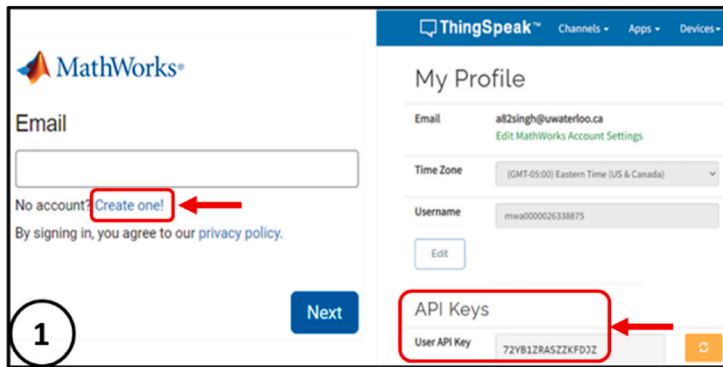 MathWorks®
Email
No account? Create one!
By signing in, you agree to our privacy policy.
Next
1
ThingSpeak™ Channels Apps Devices
My Profile
Email a82singh@uwaterloo.ca
Edit MathWorks Account Settings
Time Zone (GMT-05:00) Eastern Time (US & Canada)
Username mwa0000026338875
Edit
API Keys
User API Key 72YB1ZRASZZKFDJZ